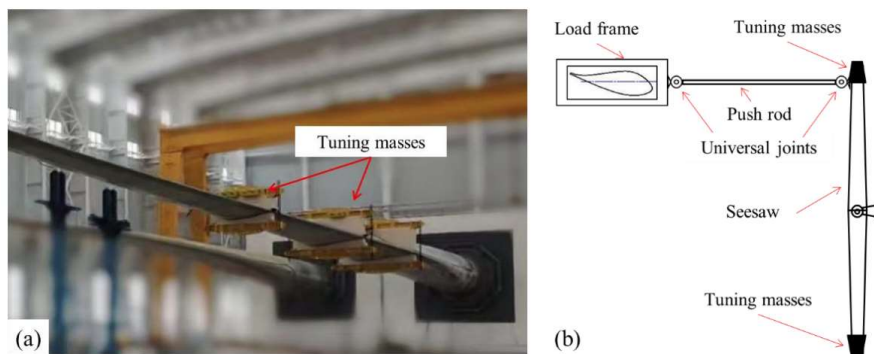 Tuning masses
(a)
(b)
Load frame
Tuning masses
Push rod
Universal joints
Seesaw
Tuning masses